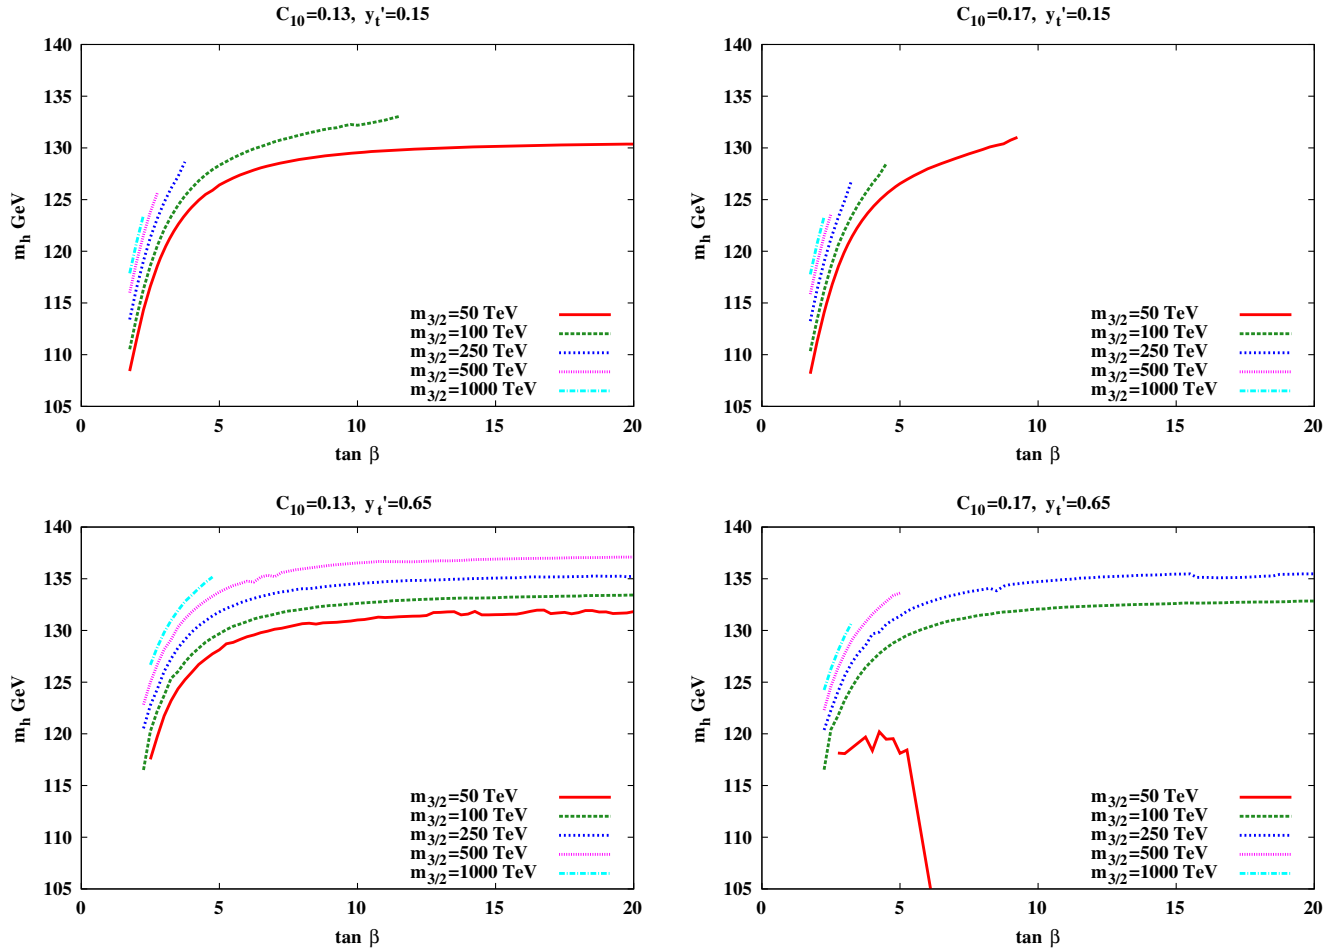 C10=0.13, yt'=0.15
140
135
130
125
120
115
110
105
mh GeV
m3/2=50 TeV
m3/2=100 TeV
m3/2=250 TeV
m3/2=500 TeV
m3/2=1000 TeV
0 5 10 15 20
tan β
C10=0.17, yt'=0.15
140
135
130
125
120
115
110
105
mh GeV
m3/2=50 TeV
m3/2=100 TeV
m3/2=250 TeV
m3/2=500 TeV
m3/2=1000 TeV
0 5 10 15 20
tan β
C10=0.13, yt'=0.65
140
135
130
125
120
115
110
105
mh GeV
m3/2=50 TeV
m3/2=100 TeV
m3/2=250 TeV
m3/2=500 TeV
m3/2=1000 TeV
0 5 10 15 20
tan β
C10=0.17, yt'=0.65
140
135
130
125
120
115
110
105
mh GeV
m3/2=50 TeV
m3/2=100 TeV
m3/2=250 TeV
m3/2=500 TeV
m3/2=1000 TeV
0 5 10 15 20
tan β